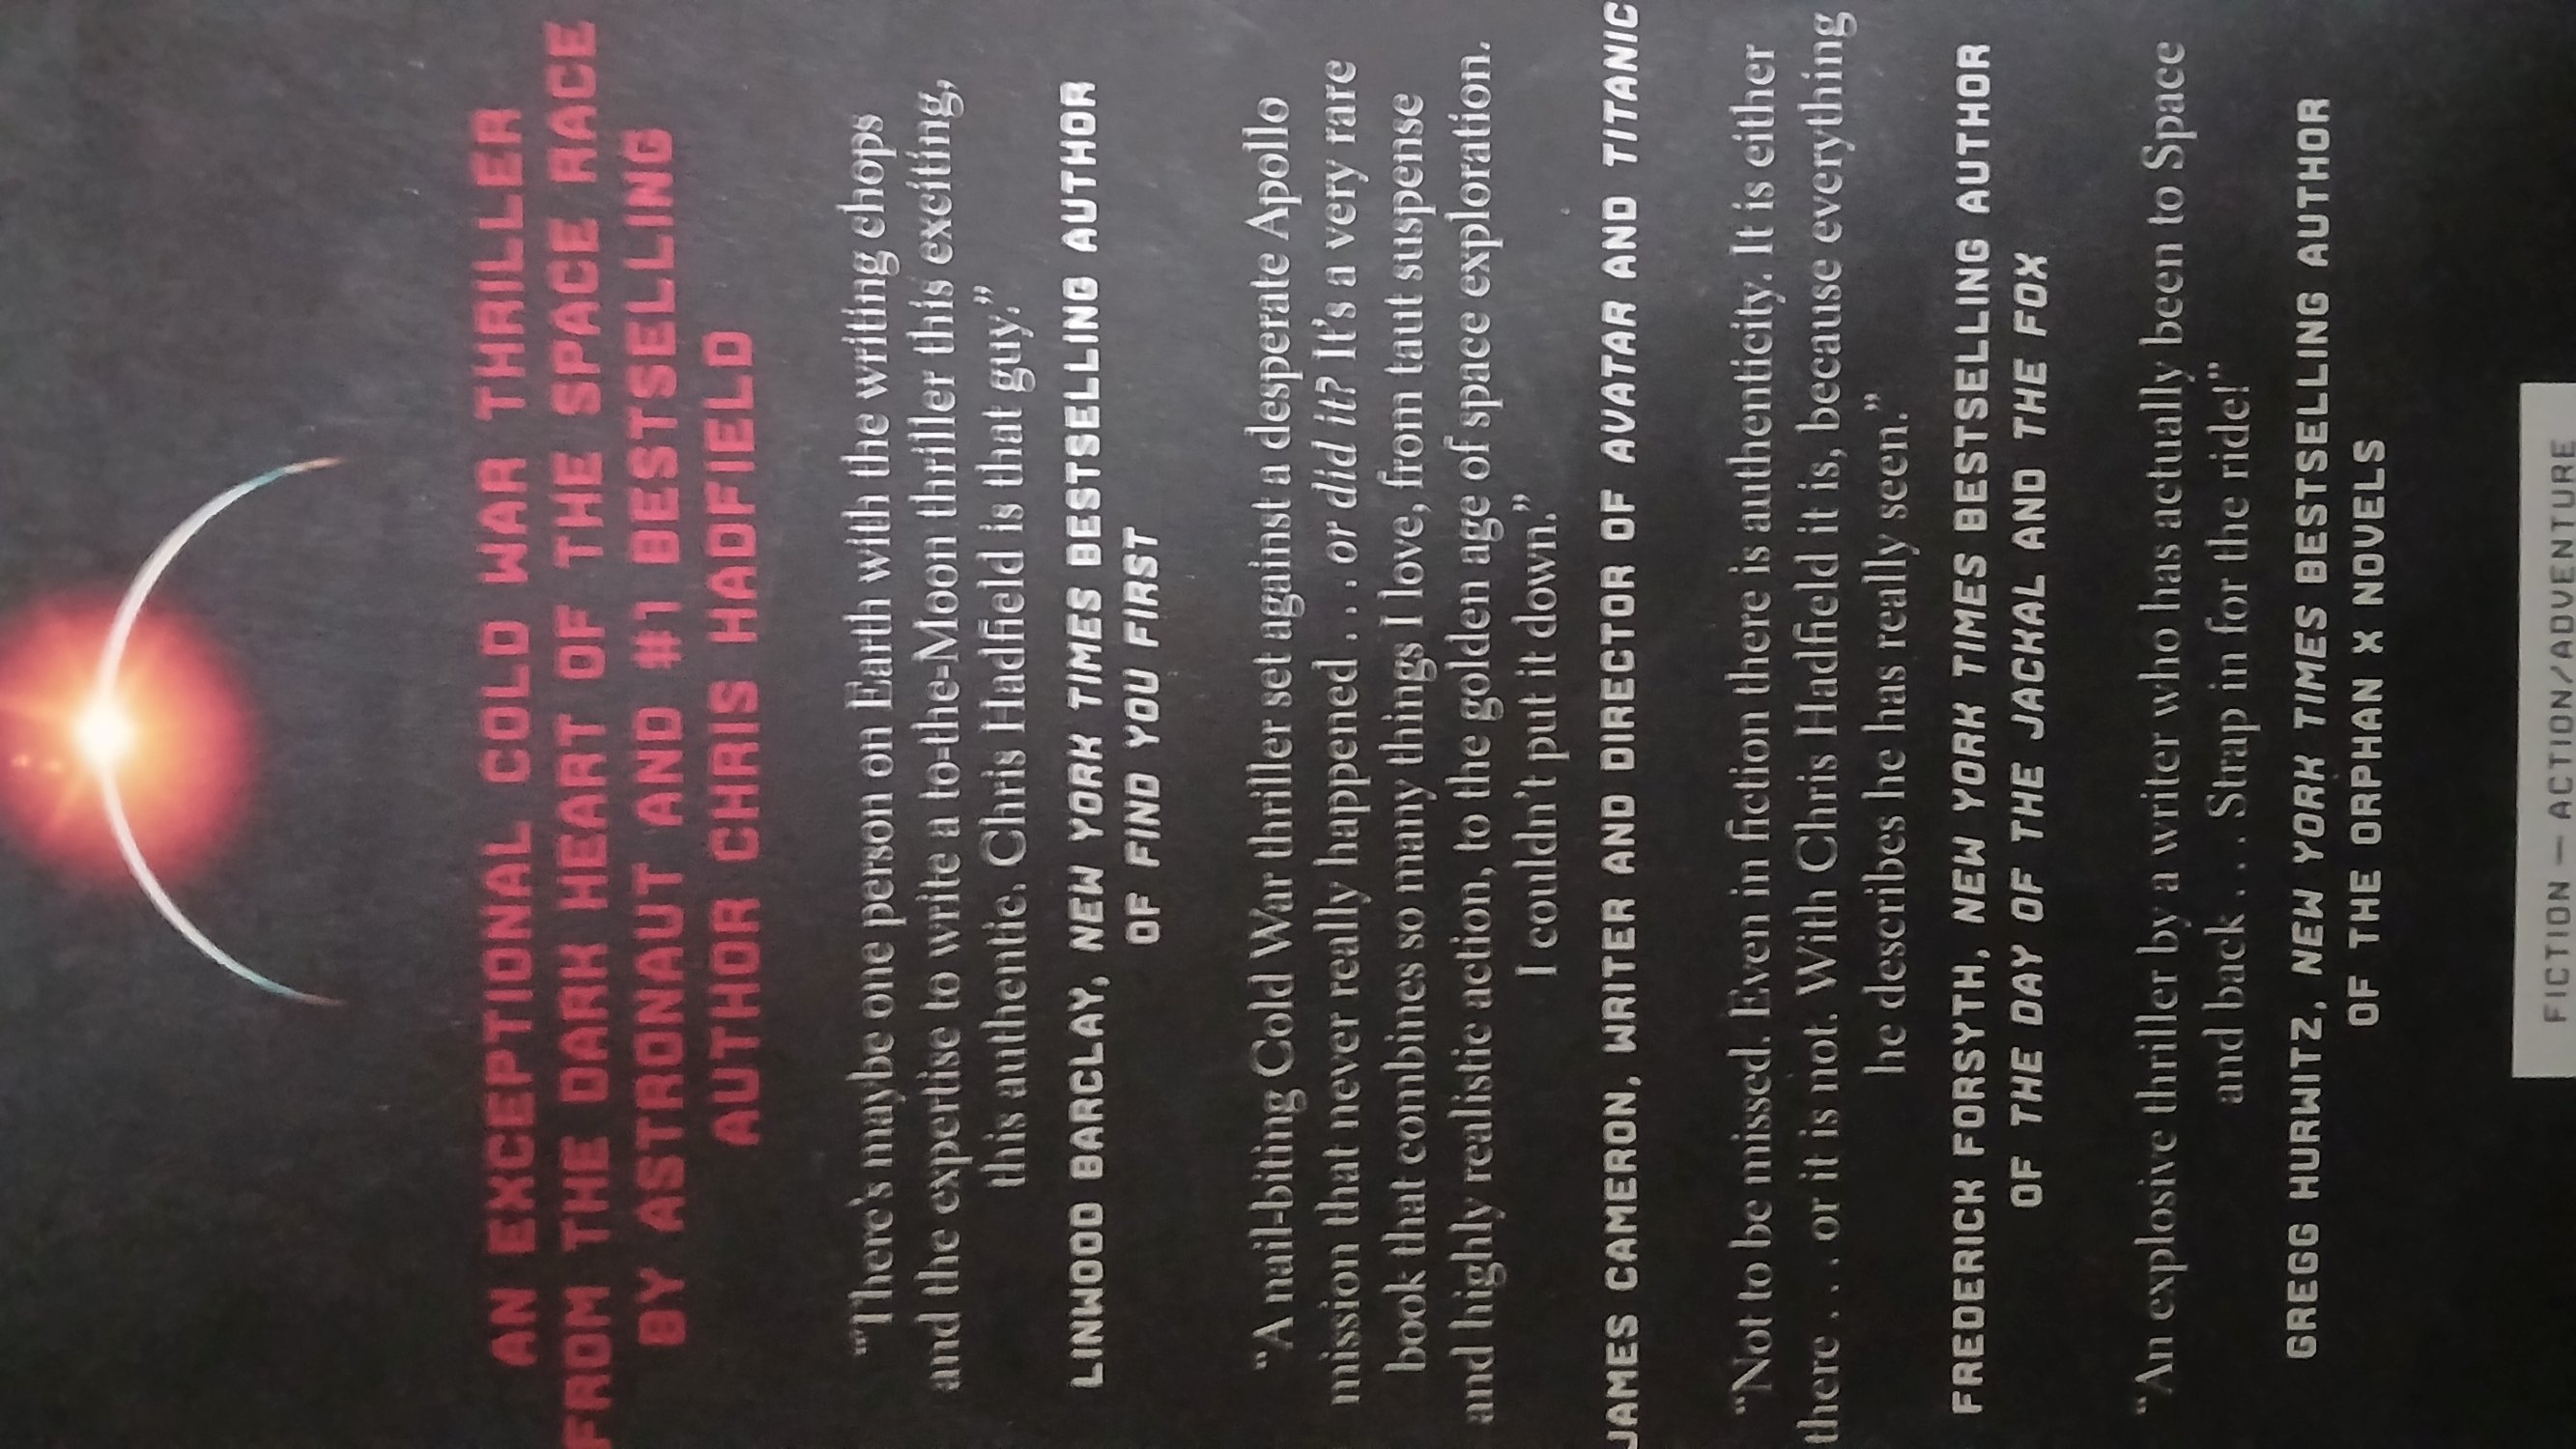 AN EXCEPTIONAL COLD WAR THRILLER
FROM THE DARK HEART OF THE SPACE RACE
BY ASTRONAUT AND #1 BESTSELLING
AUTHOR CHRIS HADFIELD
“There’s maybe one person on Earth with the writing chops
and the expertise to write a to-the-Moon thriller this exciting,
this authentic. Chris Hadfield is that guy.”
LINWOOD BARCLAY, NEW YORK TIMES BESTSELLING AUTHOR
OF FIND YOU FIRST
“A nail-biting Cold War thriller set against a desperate Apollo
mission that never really happened . . . or did it? It’s a very rare
book that combines so many things I love, from taut suspense
and highly realistic action, to the golden age of space exploration.
I couldn’t put it down.”
JAMES CAMERON, WRITER AND DIRECTOR OF AVATAR AND TITANIC
“Not to be missed. Even in fiction there is authenticity. It is either
there . . . or it is not. With Chris Hadfield it is, because everything
he describes he has really seen.”
FREDERICK FORSYTH, NEW YORK TIMES BESTSELLING AUTHOR
OF THE DAY OF THE JACKAL AND THE FOX
“An explosive thriller by a writer who has actually been to Space
and back . . . Strap in for the ride!”
GREGG HURWITZ, NEW YORK TIMES BESTSELLING AUTHOR
OF THE ORPHAN X NOVELS
FICTION — ACTION/ADVENTURE